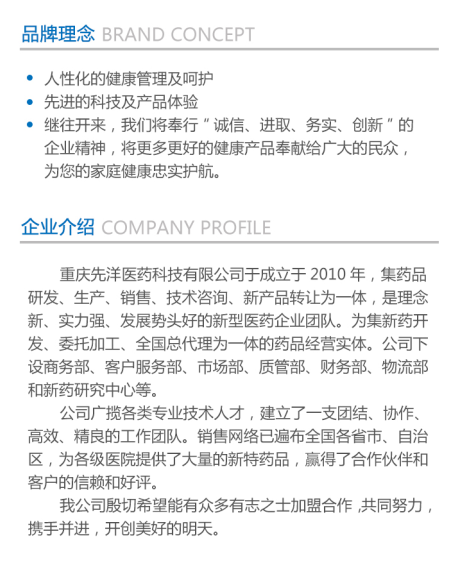 品牌理念 BRAND CONCEPT
• 人性化的健康管理及呵护
• 先进的科技及产品体验
• 继往开来，我们将奉行“诚信、进取、务实、创新”的
企业精神，将更多更好的健康产品奉献给广大的民众，
为您的家庭健康忠实护航。
企业介绍 COMPANY PROFILE
重庆先洋医药科技有限公司于成立于 2010 年，集药品
研发、生产、销售、技术咨询、新产品转让为一体，是理念
新、实力强、发展势头好的新型医药企业团队。为集新药开
发、委托加工、全国总代理为一体的药品经营实体。公司下
设商务部、客户服务部、市场部、质管部、财务部、物流部
和新药研究中心等。
公司广揽各类专业技术人才，建立了一支团结、协作、
高效、精良的工作团队。销售网络已遍布全国各省市、自治
区，为各级医院提供了大量的新特药品，赢得了合作伙伴和
客户的信赖和好评。
我公司殷切希望能有众多有志之士加盟合作，共同努力，
携手并进，开创美好的明天。